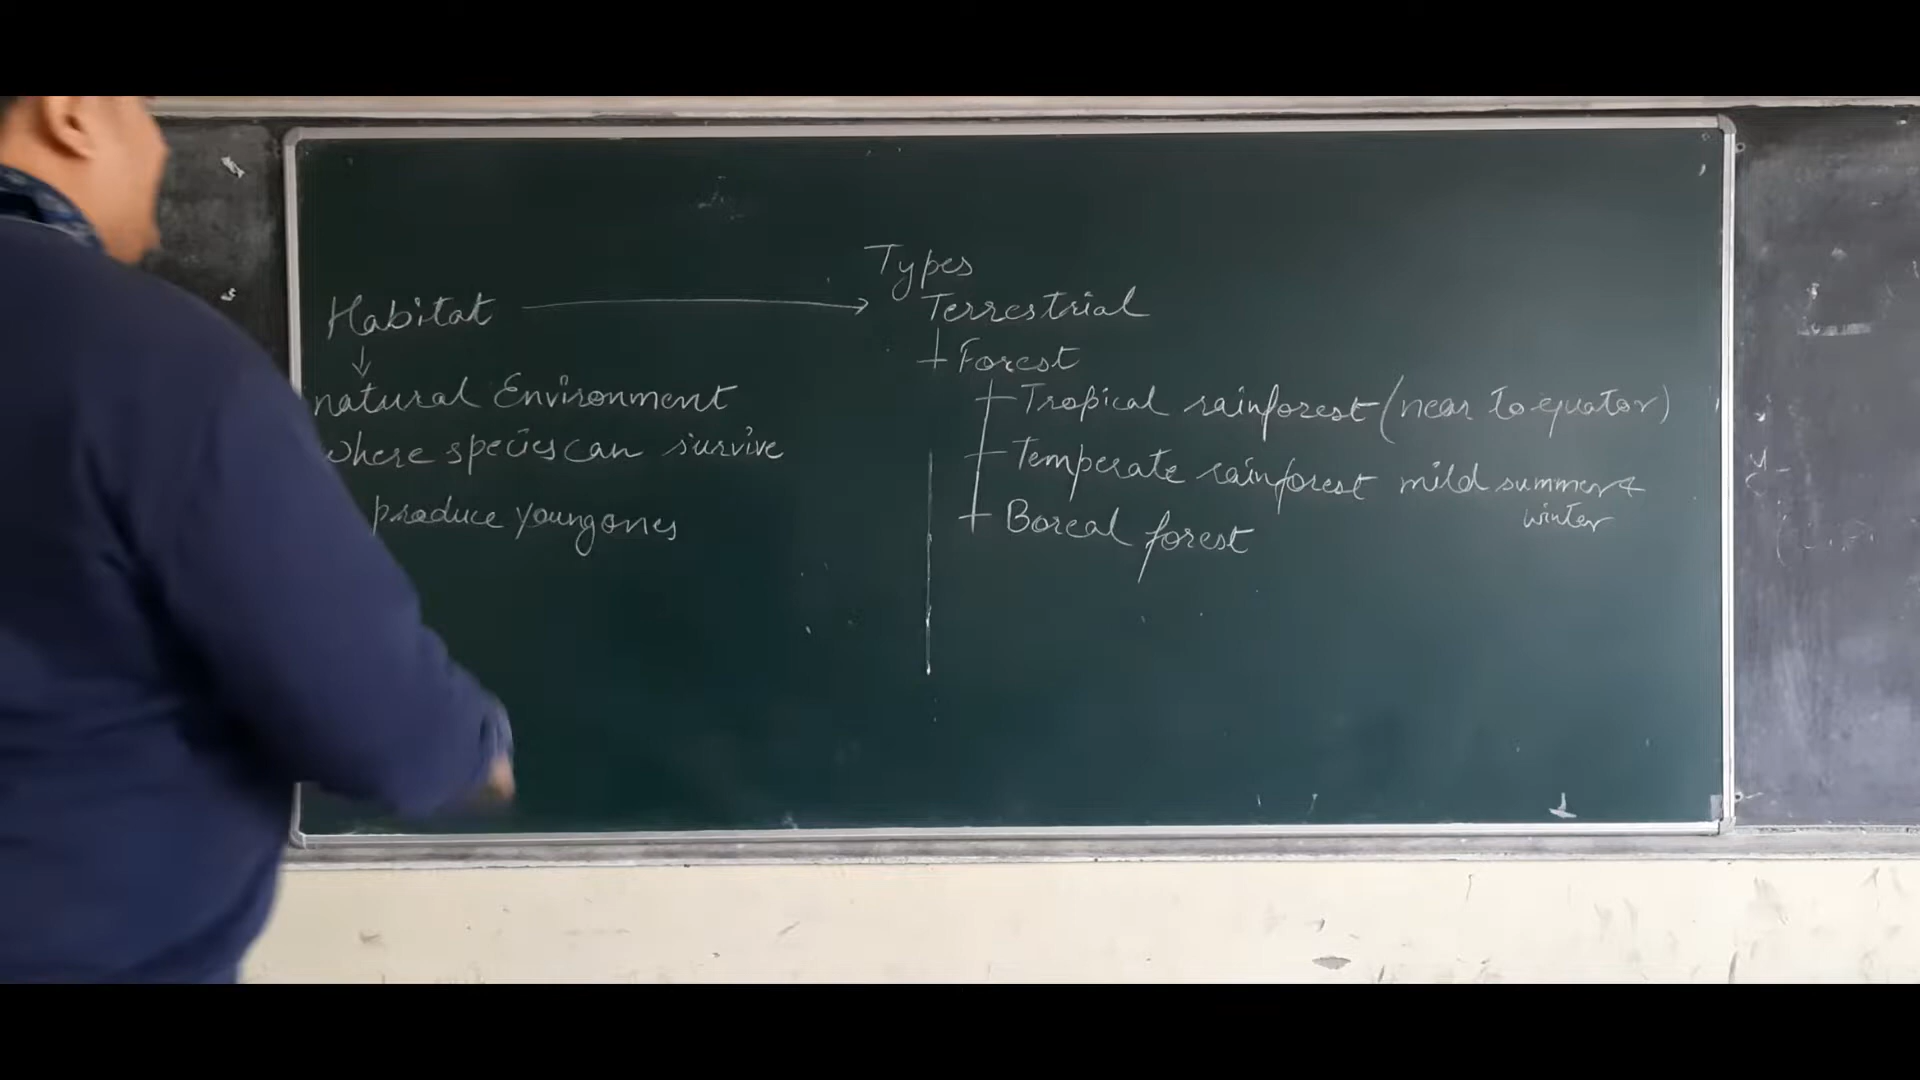 Types
Habitat → Terrestrial
↓
Forest
natural Environment
where species can survive
produce young ones
Tropical rainforest (near to equator)
Temperate rainforest mild summer &
winter
Boreal forest